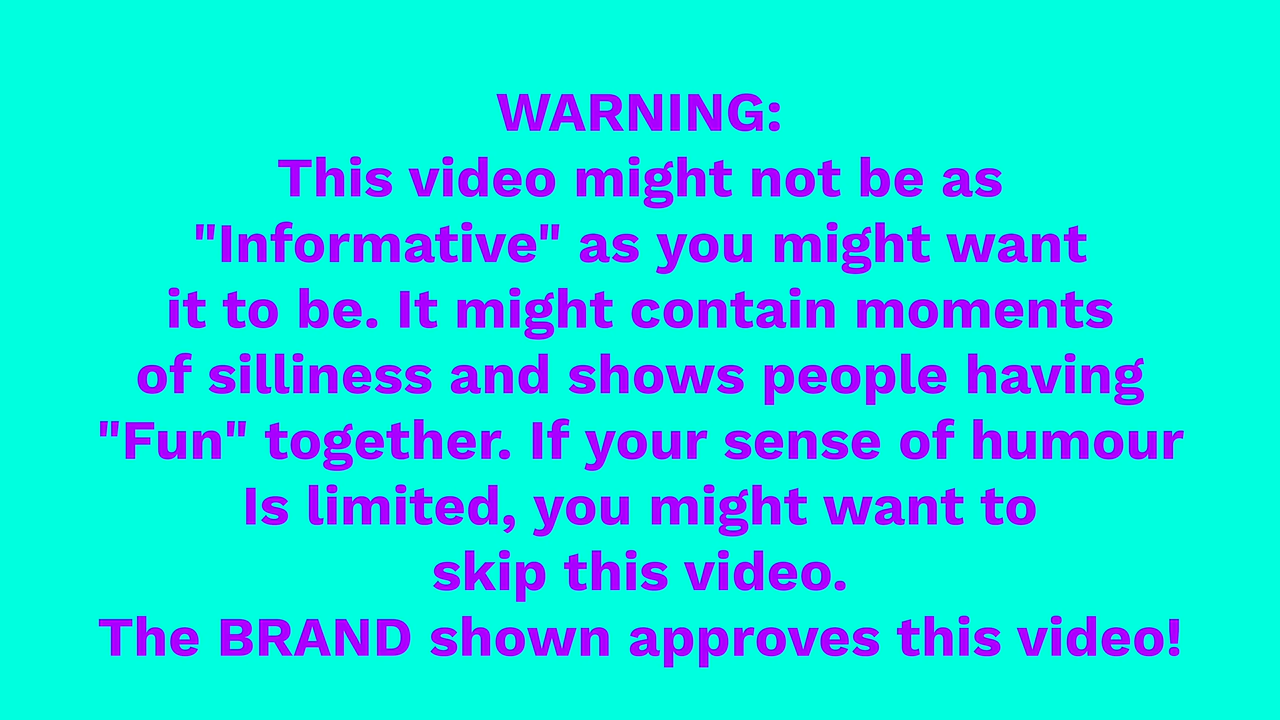 WARNING:
This video might not be as
"Informative" as you might want
it to be. It might contain moments
of silliness and shows people having
"Fun" together. If your sense of humour
Is limited, you might want to
skip this video.
The BRAND shown approves this video!